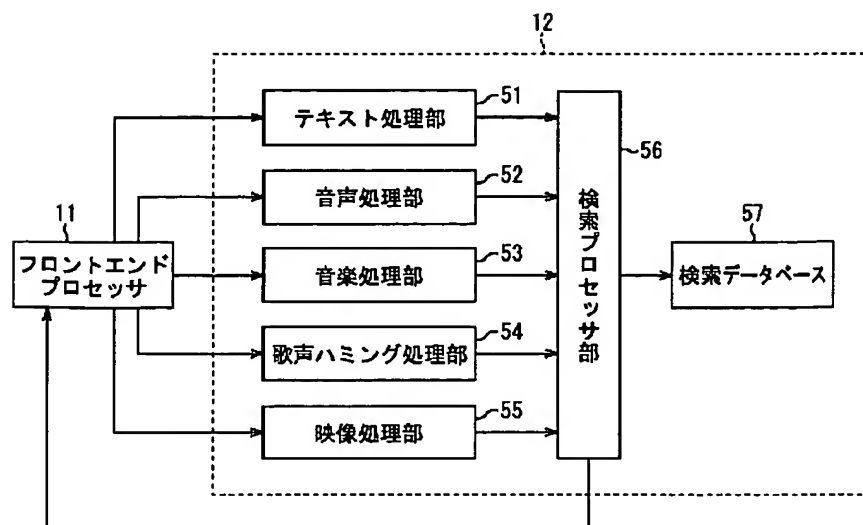 12
テキスト処理部
51
56
音声処理部
52
11
フロントエンド
プロセッサ
音楽処理部
53
検索プロセッサ部
57
検索データベース
歌声ハミング処理部
54
映像処理部
55